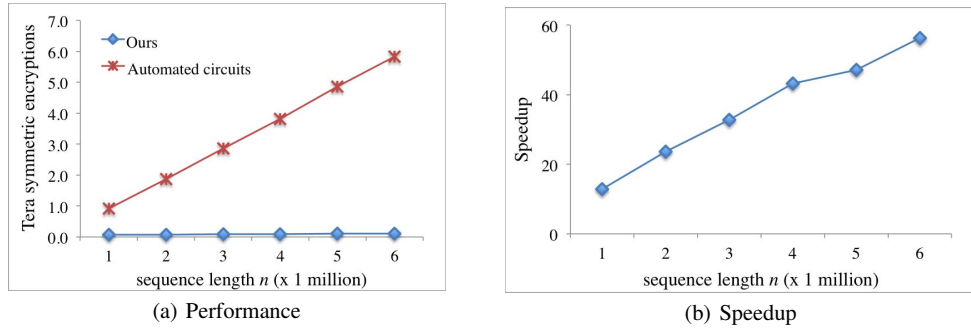 7.0
6.0
5.0
4.0
3.0
2.0
1.0
0.0
Tera symmetric encryptions
Ours
Automated circuits
1 2 3 4 5 6
sequence length n (x 1 million)
(a) Performance
60
40
20
0
Speedup
1 2 3 4 5 6
sequence length n (x 1 million)
(b) Speedup